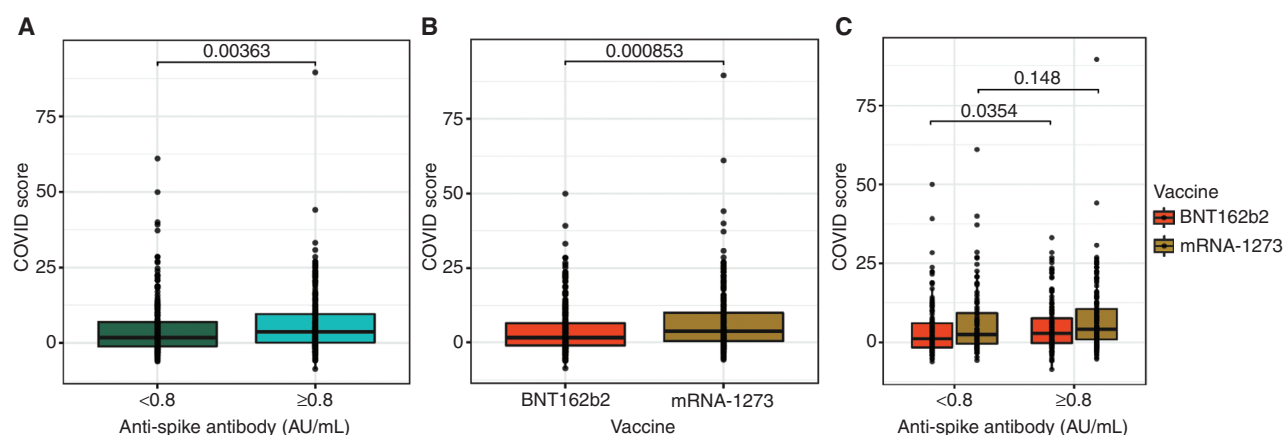 A
0.00363
COVID score
75
50
25
0
<0.8
≥0.8
Anti-spike antibody (AU/mL)
B
0.000853
COVID score
75
50
25
0
BNT162b2
mRNA-1273
Vaccine
C
0.148
0.0354
COVID score
75
50
25
0
<0.8
≥0.8
Anti-spike antibody (AU/mL)
Vaccine
BNT162b2
mRNA-1273